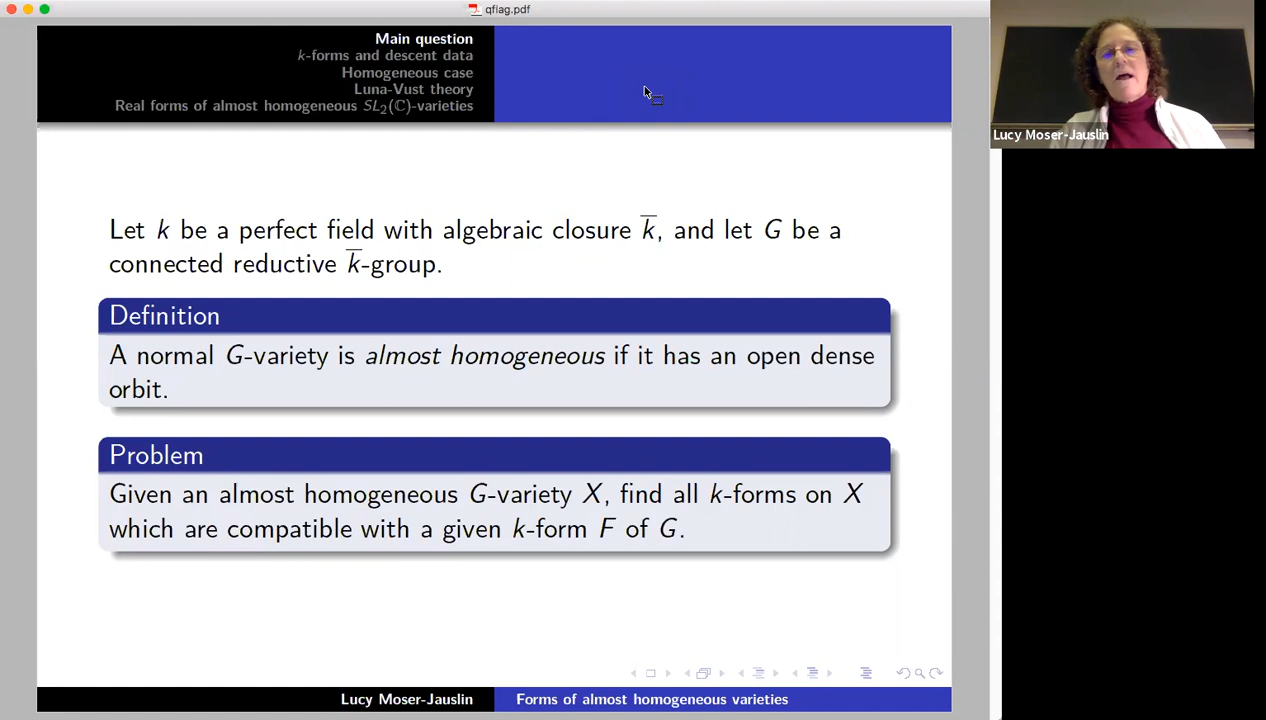 qflag.pdf
Main question
k-forms and descent data
Homogeneous case
Luna-Vust theory
Real forms of almost homogeneous SL₂(ℂ)-varieties
Lucy Moser-Jauslin
Let k be a perfect field with algebraic closure k̅, and let G be a
connected reductive k̅-group.
Definition
A normal G-variety is almost homogeneous if it has an open dense
orbit.
Problem
Given an almost homogeneous G-variety X, find all k-forms on X
which are compatible with a given k-form F of G.
Lucy Moser-Jauslin
Forms of almost homogeneous varieties